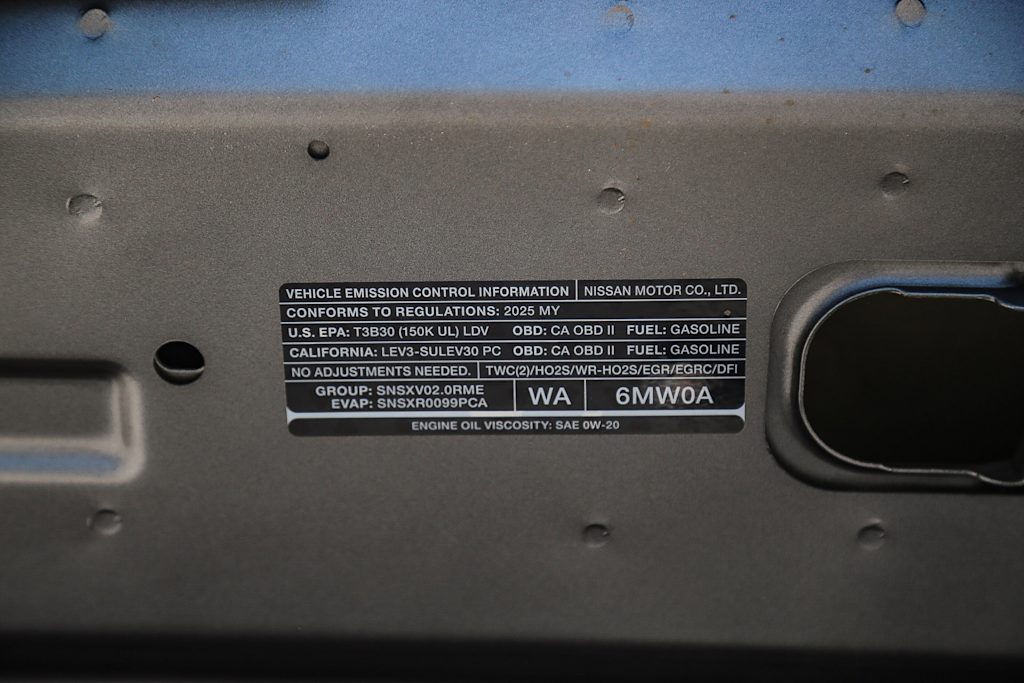 VEHICLE EMISSION CONTROL INFORMATION NISSAN MOTOR CO., LTD.
CONFORMS TO REGULATIONS: 2025 MY
U.S. EPA: T3B30 (150K UL) LDV OBD: CA OBD II FUEL: GASOLINE
CALIFORNIA: LEV3-SULEV30 PC OBD: CA OBD II FUEL: GASOLINE
NO ADJUSTMENTS NEEDED. TWC(2)/HO2S/WR-HO2S/EGR/EGRC/DFI
GROUP: SNSXV02.0RME
EVAP: SNSXR0099PCA
WA
6MW0A
ENGINE OIL VISCOSITY: SAE 0W-20